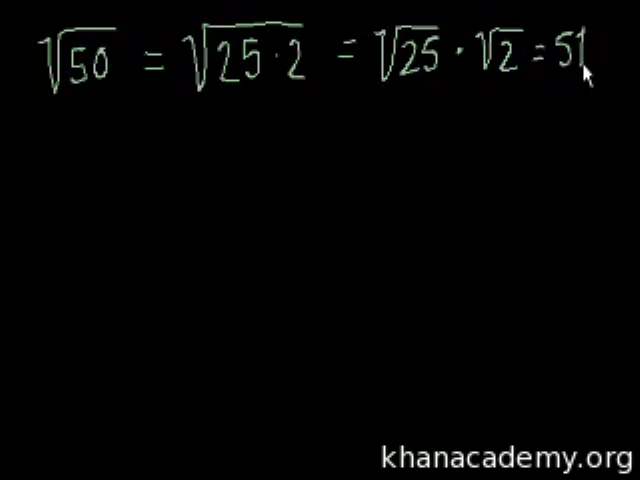 √50 = √25·2 = √25 · √2 = 5√
khanacademy.org